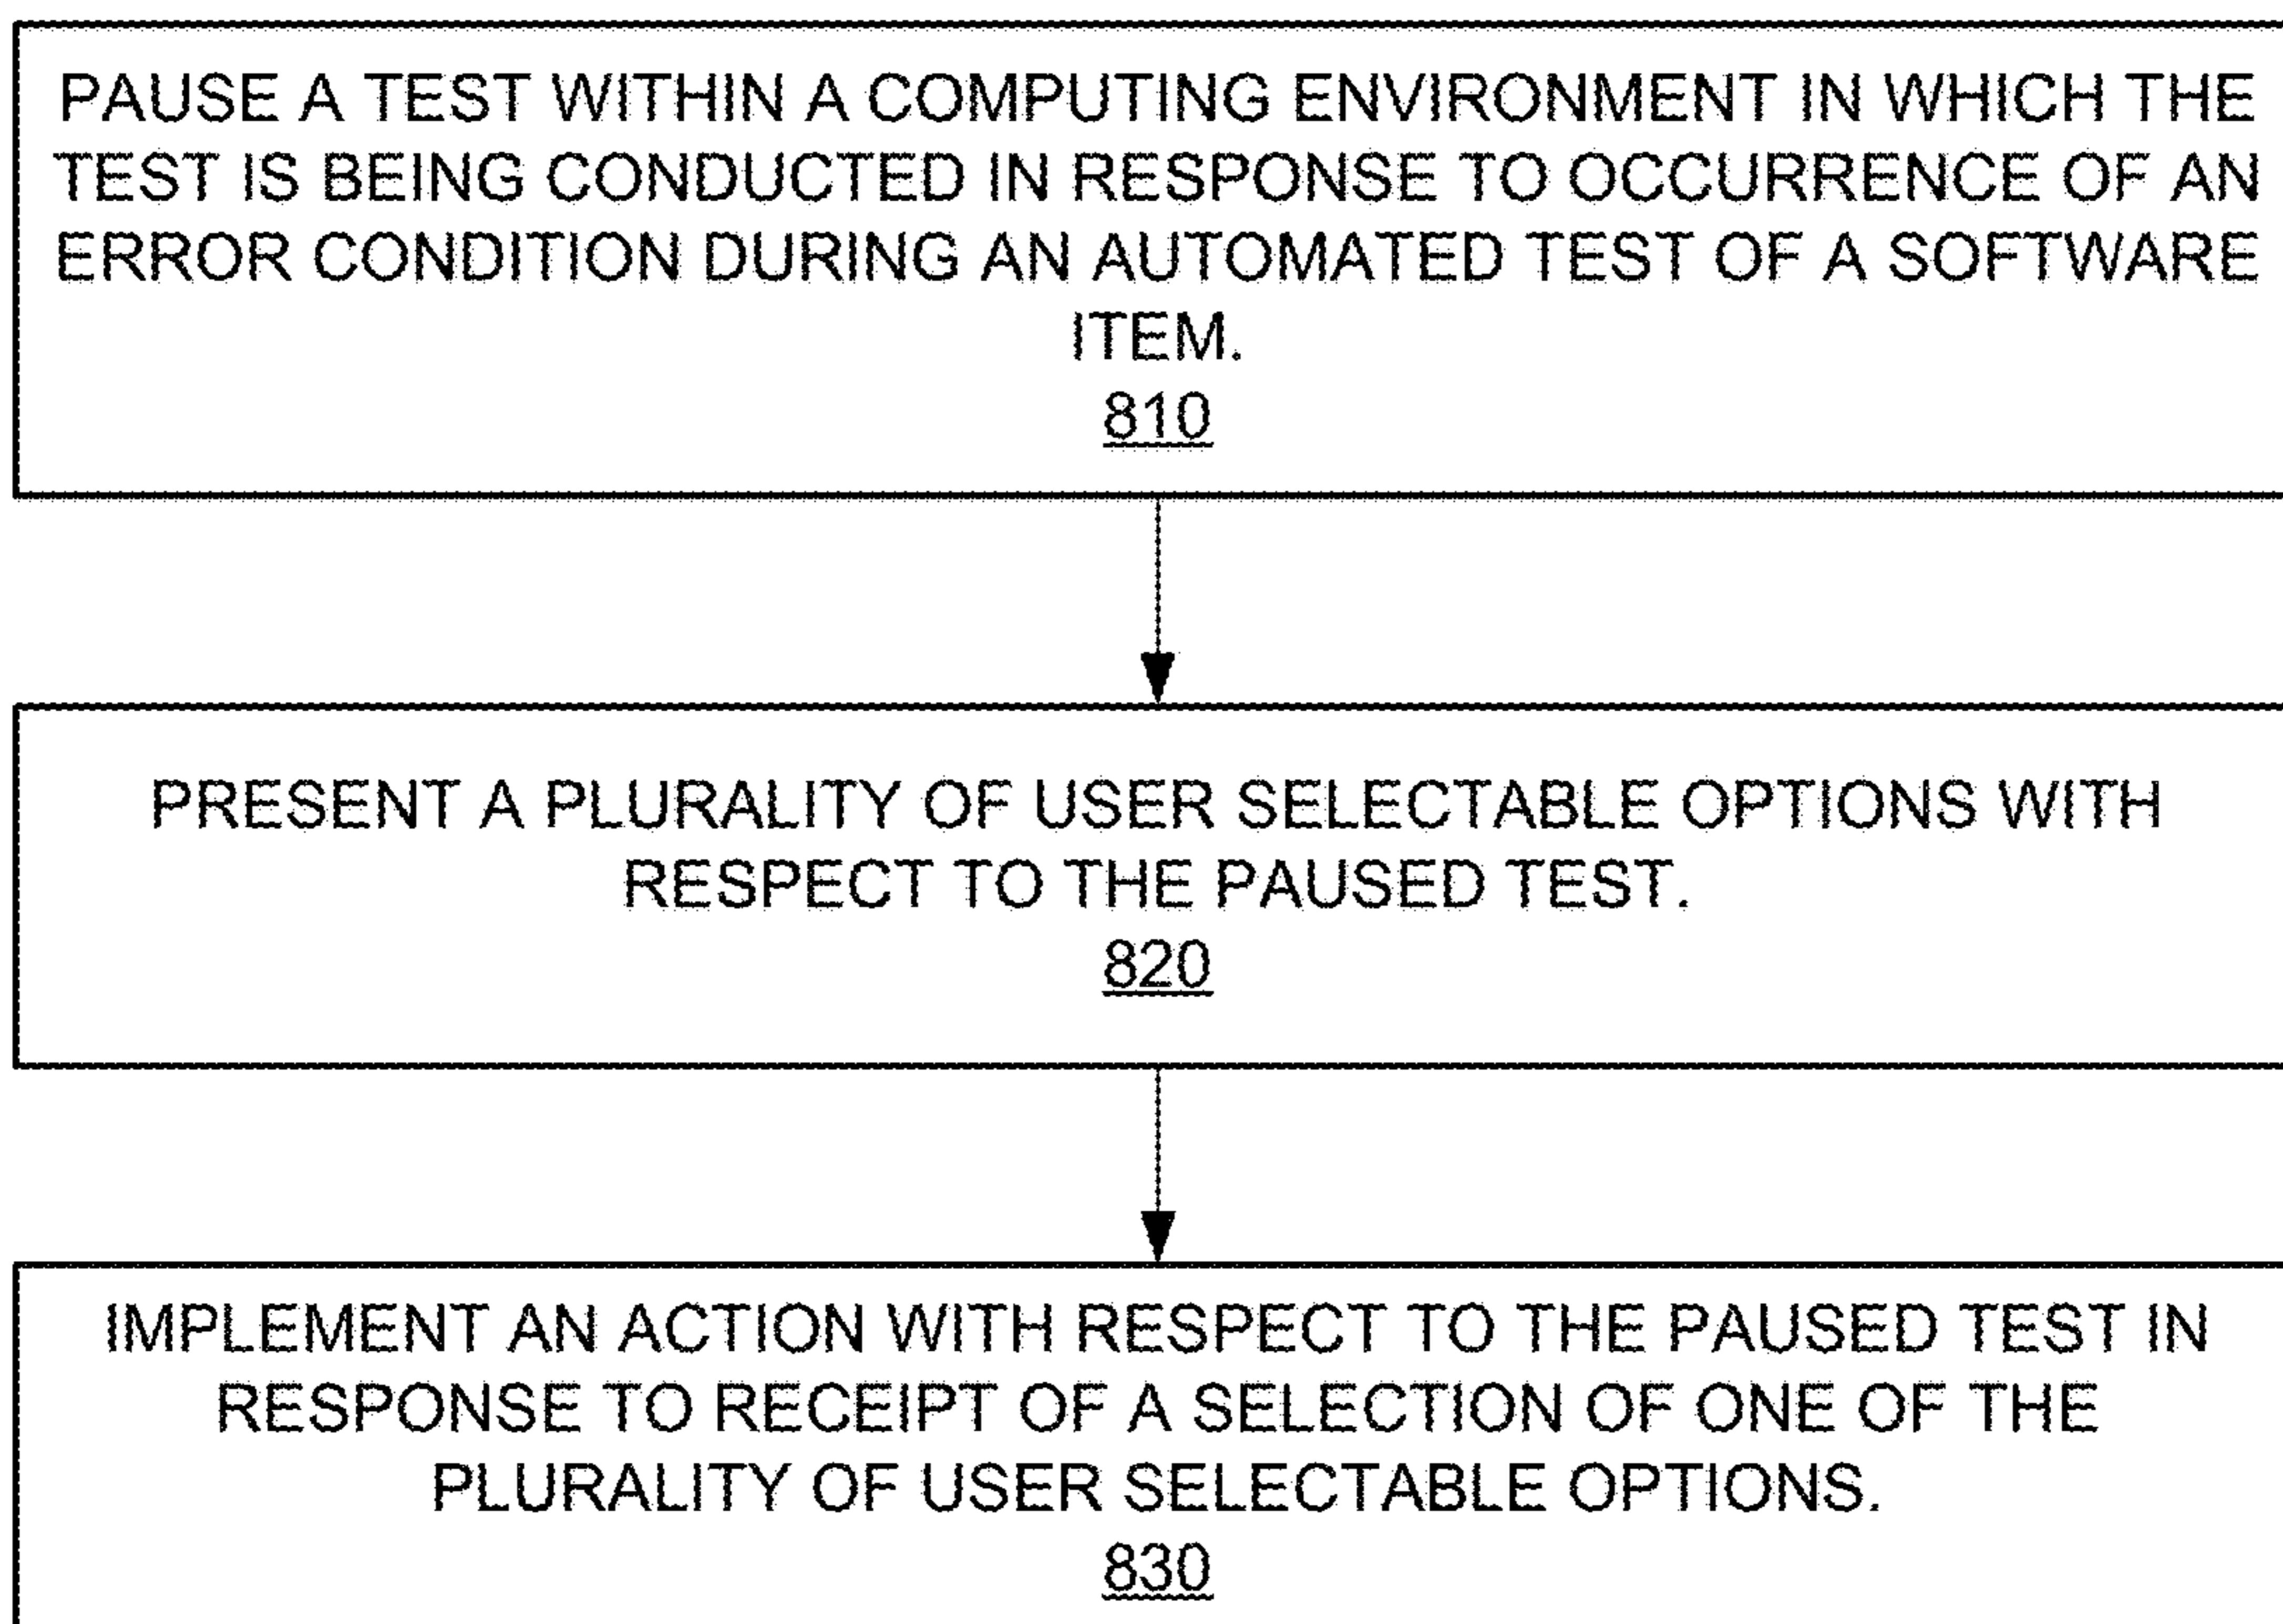 PAUSE A TEST WITHIN A COMPUTING ENVIRONMENT IN WHICH THE
TEST IS BEING CONDUCTED IN RESPONSE TO OCCURRENCE OF AN
ERROR CONDITION DURING AN AUTOMATED TEST OF A SOFTWARE
ITEM.
810
PRESENT A PLURALITY OF USER SELECTABLE OPTIONS WITH
RESPECT TO THE PAUSED TEST.
820
IMPLEMENT AN ACTION WITH RESPECT TO THE PAUSED TEST IN
RESPONSE TO RECEIPT OF A SELECTION OF ONE OF THE
PLURALITY OF USER SELECTABLE OPTIONS.
830